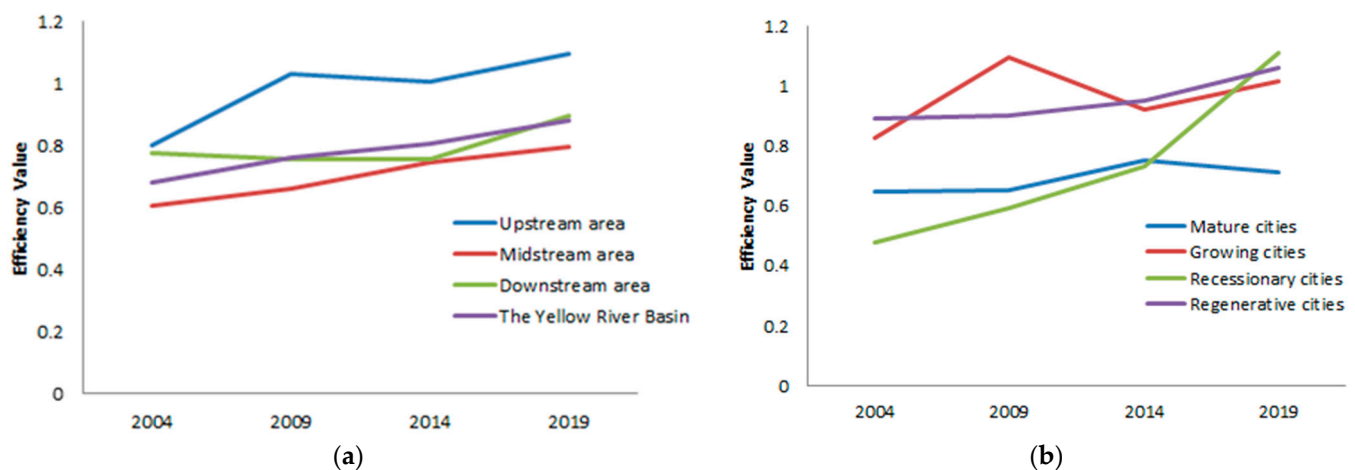 1.2
1
0.8
0.6
0.4
0.2
0
Efficiency Value
Upstream area
Midstream area
Downstream area
The Yellow River Basin
2004 2009 2014 2019
(a)
1.2
1
0.8
0.6
0.4
0.2
0
Efficiency Value
Mature cities
Growing cities
Recessionary cities
Regenerative cities
2004 2009 2014 2019
(b)